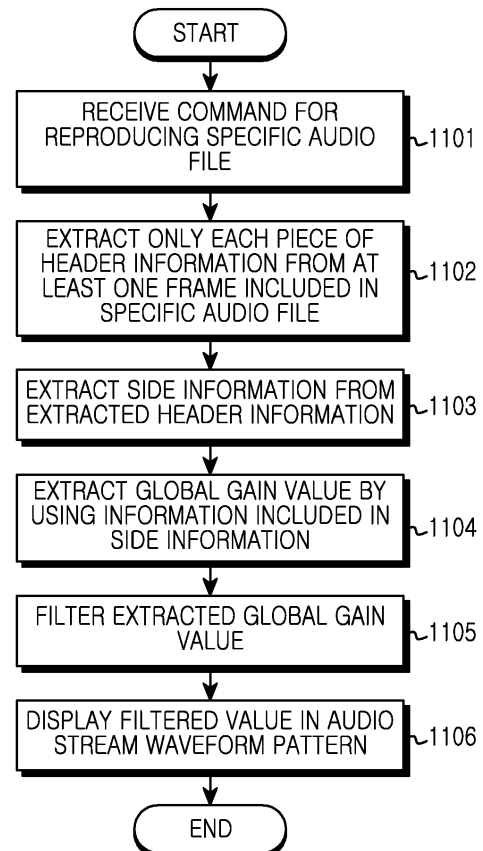 START
RECEIVE COMMAND FOR
REPRODUCING SPECIFIC AUDIO
FILE
1101
EXTRACT ONLY EACH PIECE OF
HEADER INFORMATION FROM AT
LEAST ONE FRAME INCLUDED IN
SPECIFIC AUDIO FILE
1102
EXTRACT SIDE INFORMATION FROM
EXTRACTED HEADER INFORMATION
1103
EXTRACT GLOBAL GAIN VALUE BY
USING INFORMATION INCLUDED IN
SIDE INFORMATION
1104
FILTER EXTRACTED GLOBAL GAIN
VALUE
1105
DISPLAY FILTERED VALUE IN AUDIO
STREAM WAVEFORM PATTERN
1106
END